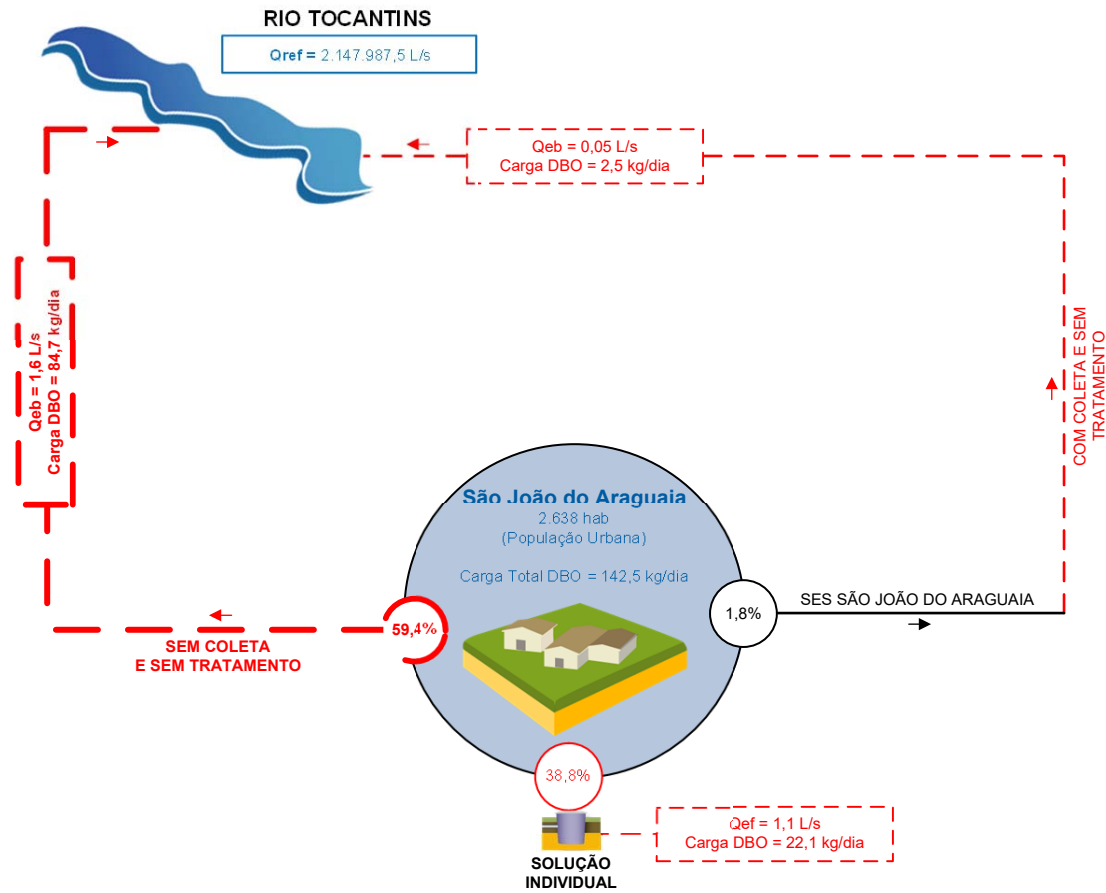 RIO TOCANTINS
Qref = 2.147.987,5 L/s
Qeb = 0,05 L/s
Carga DBO = 2,5 kg/dia
Qeb = 1,6 L/s
Carga DBO = 84,7 kg/dia
COM COLETA E SEM
TRATAMENTO
São João do Araguaia
2.638 hab
(População Urbana)
Carga Total DBO = 142,5 kg/dia
59,4%
1,8%
SES SÃO JOÃO DO ARAGUAIA
SEM COLETA
E SEM TRATAMENTO
38,8%
Qef = 1,1 L/s
Carga DBO = 22,1 kg/dia
SOLUÇÃO
INDIVIDUAL